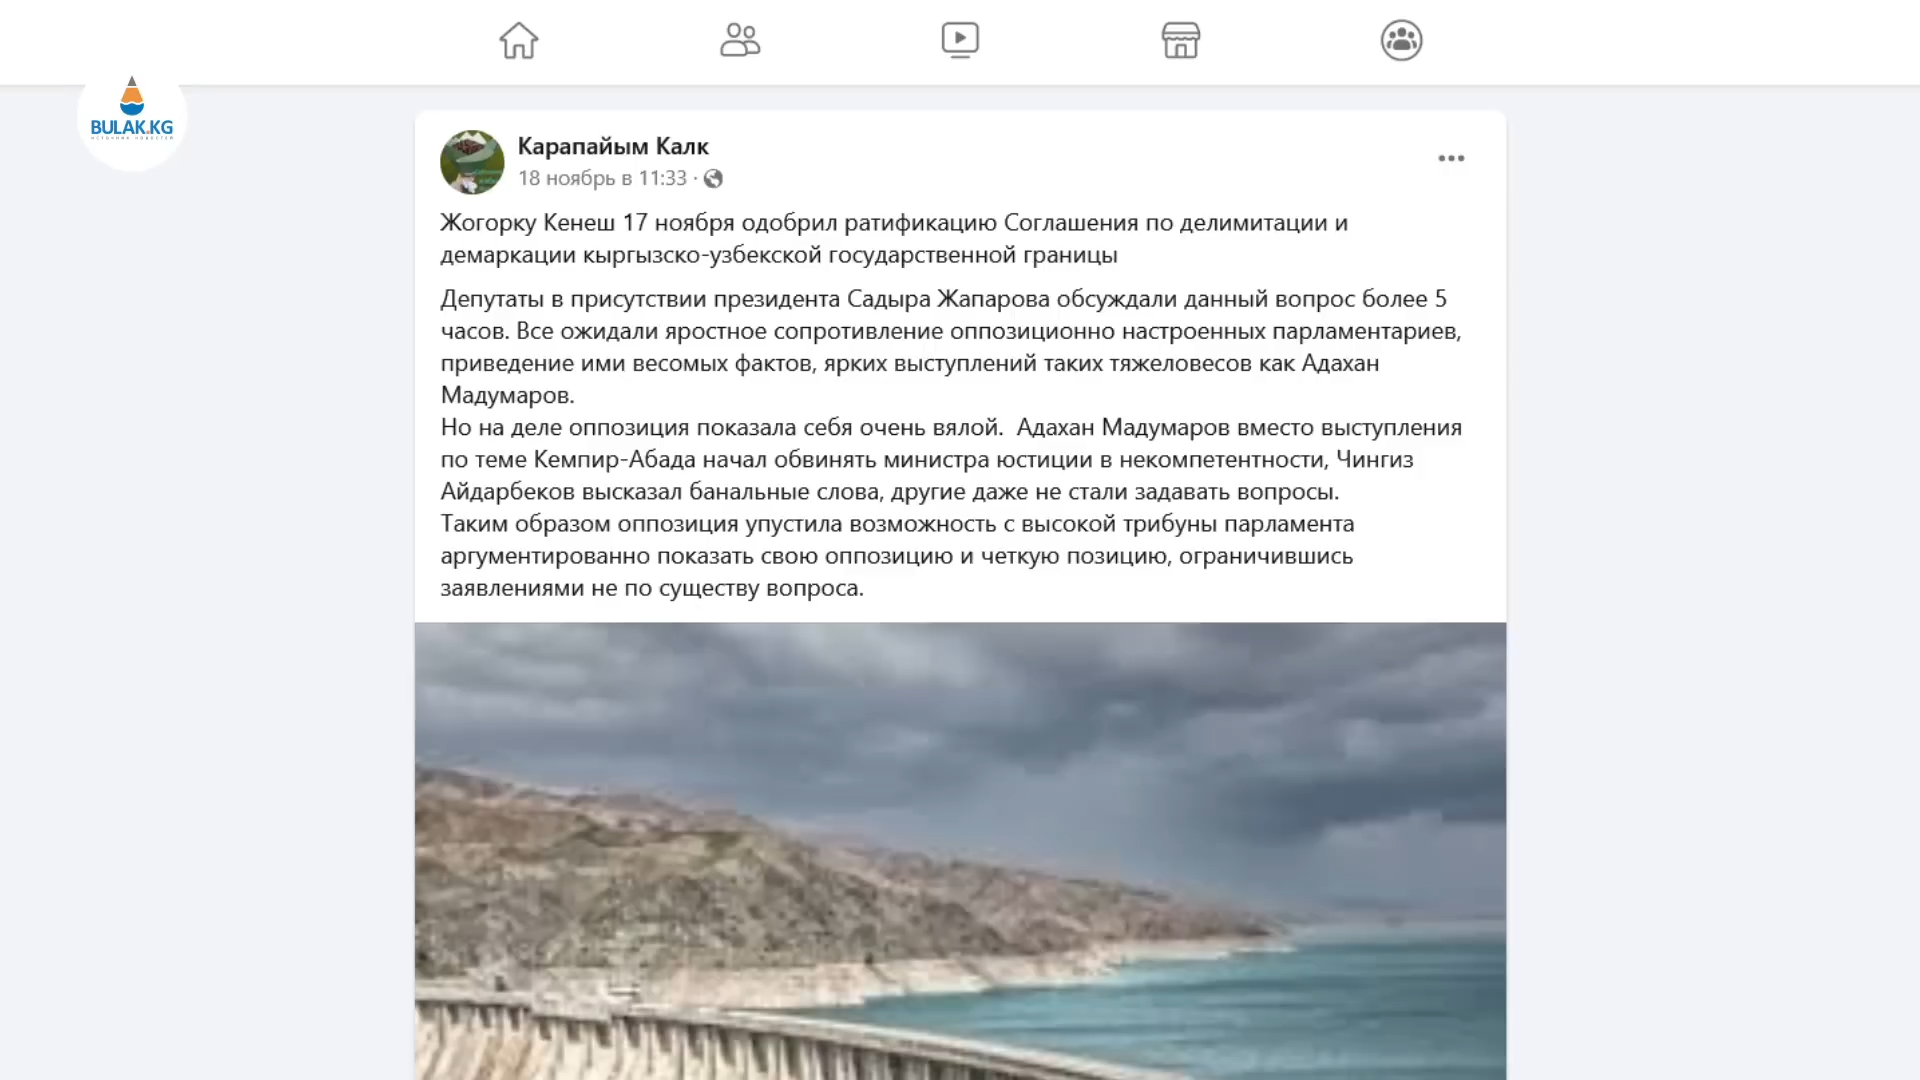 BULAK.KG
ИСТОЧНИК НОВОСТЕЙ
Карапайым Калк
18 ноябрь в 11:33 ·
Жогорку Кенеш 17 ноября одобрил ратификацию Соглашения по делимитации и
демаркации кыргызско-узбекской государственной границы
Депутаты в присутствии президента Садыра Жапарова обсуждали данный вопрос более 5
часов. Все ожидали яростное сопротивление оппозиционно настроенных парламентариев,
приведение ими весомых фактов, ярких выступлений таких тяжеловесов как Адахан
Мадумаров.
Но на деле оппозиция показала себя очень вялой.  Адахан Мадумаров вместо выступления
по теме Кемпир-Абада начал обвинять министра юстиции в некомпетентности, Чингиз
Айдарбеков высказал банальные слова, другие даже не стали задавать вопросы.
Таким образом оппозиция упустила возможность с высокой трибуны парламента
аргументированно показать свою оппозицию и четкую позицию, ограничившись
заявлениями не по существу вопроса.